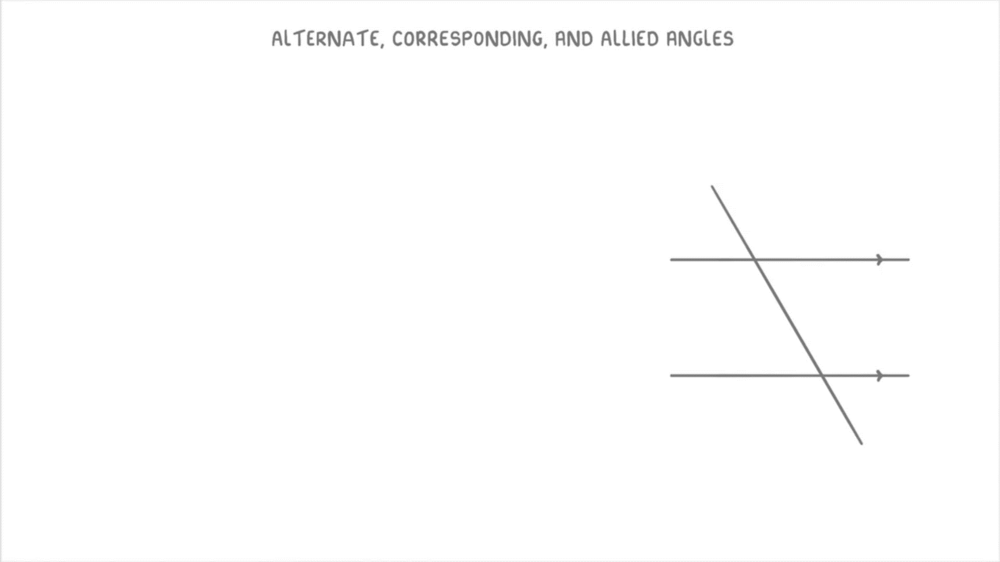 ALTERNATE, CORRESPONDING, AND ALLIED ANGLES